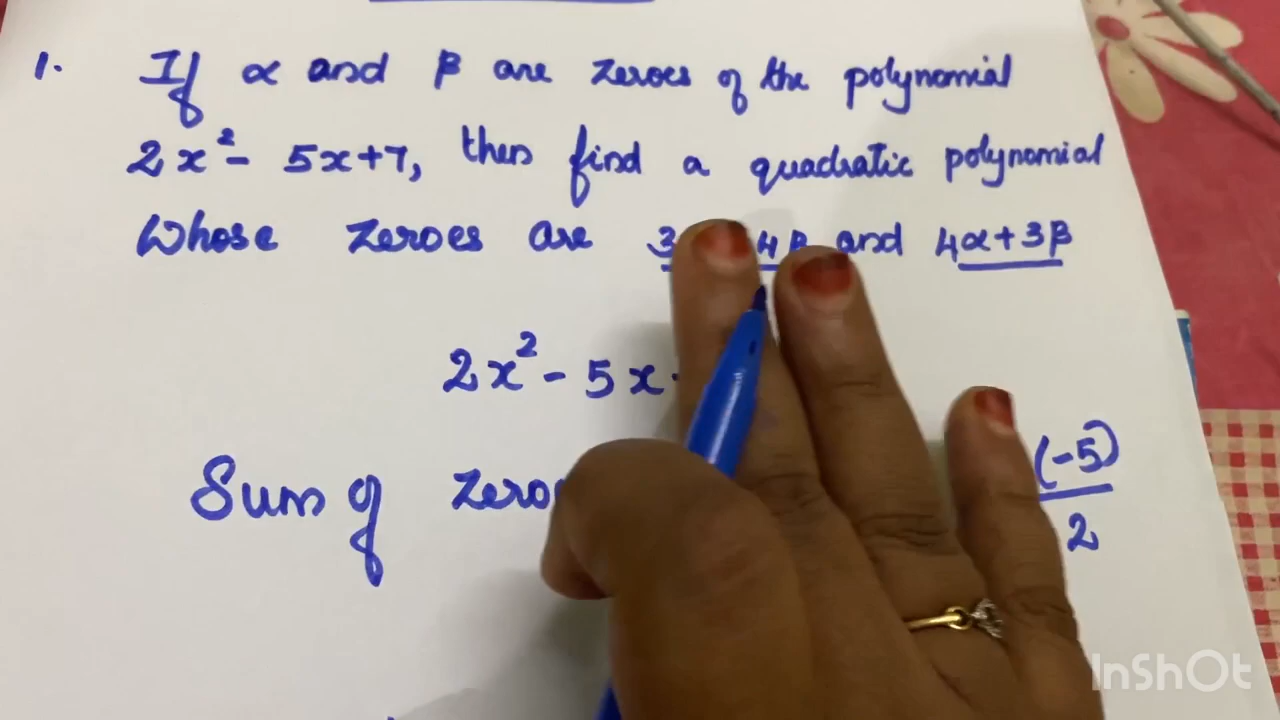 1. If α and β are zeroes of the polynomial
2x² - 5x+7, then find a quadratic polynomial
Whose zeroes are 3 4β and 4α+3β
2x² - 5x
Sum of (-5)
2
InShOt